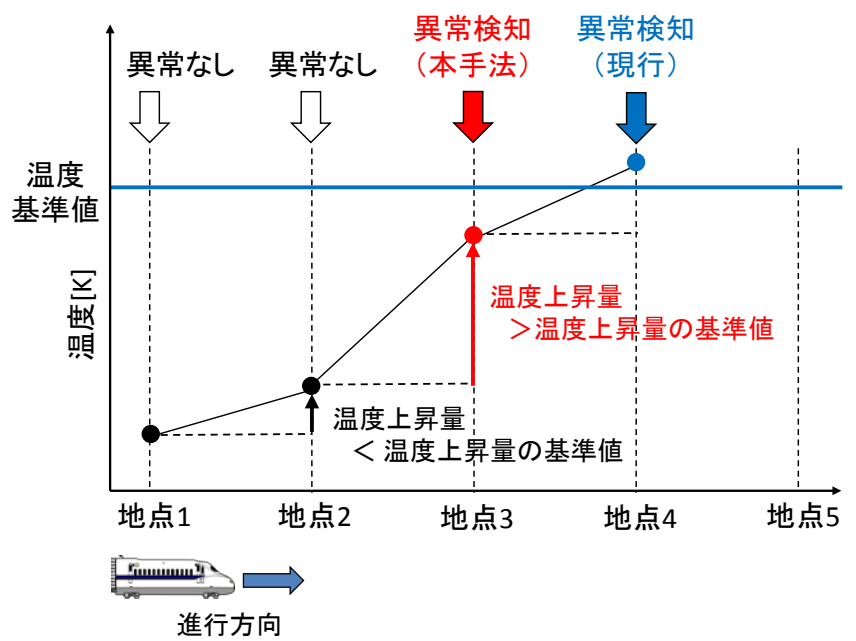 異常なし
異常なし
異常検知
（本手法）
異常検知
（現行）
温度
基準値
温度[K]
温度上昇量
＞温度上昇量の基準値
温度上昇量
＜ 温度上昇量の基準値
地点1
地点2
地点3
地点4
地点5
進行方向